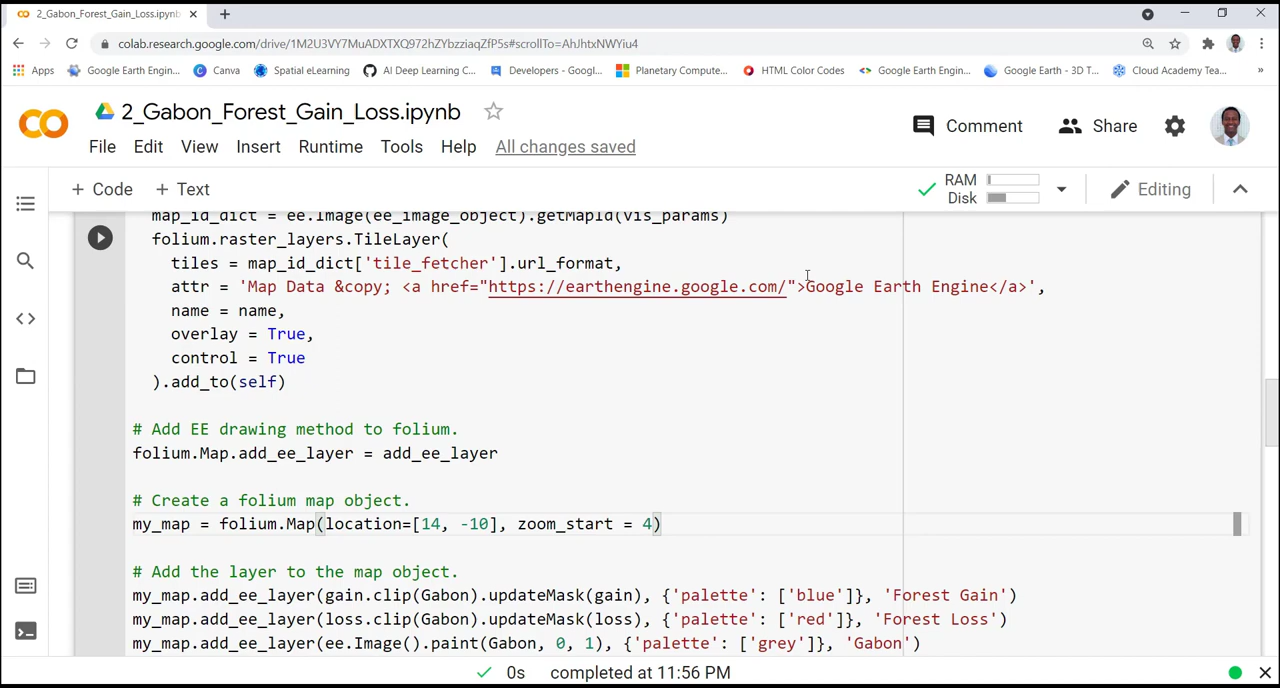 2_Gabon_Forest_Gain_Loss.ipynb
colab.research.google.com/drive/1M2U3VY7MuADXTXQ972hZYbzziaqZfP5s#scrollTo=AhJhtxNWYiu4
Apps Google Earth Engin... Canva Spatial eLearning AI Deep Learning C... Developers - Googl... Planetary Compute... HTML Color Codes Google Earth Engin... Google Earth - 3D T... Cloud Academy Tea... »
CO 2_Gabon_Forest_Gain_Loss.ipynb
Comment Share
File Edit View Insert Runtime Tools Help All changes saved
+ Code + Text
RAM
Disk
Editing
map_id_dict = ee.Image(ee_image_object).getMapId(vis_params)
folium.raster_layers.TileLayer(
tiles = map_id_dict['tile_fetcher'].url_format,
attr = 'Map Data &copy; <a href="https://earthengine.google.com/">Google Earth Engine</a>',
name = name,
overlay = True,
control = True
).add_to(self)
# Add EE drawing method to folium.
folium.Map.add_ee_layer = add_ee_layer
# Create a folium map object.
my_map = folium.Map(location=[14, -10], zoom_start = 4)
# Add the layer to the map object.
my_map.add_ee_layer(gain.clip(Gabon).updateMask(gain), {'palette': ['blue']}, 'Forest Gain')
my_map.add_ee_layer(loss.clip(Gabon).updateMask(loss), {'palette': ['red']}, 'Forest Loss')
my_map.add_ee_layer(ee.Image().paint(Gabon, 0, 1), {'palette': ['grey']}, 'Gabon')
0s completed at 11:56 PM